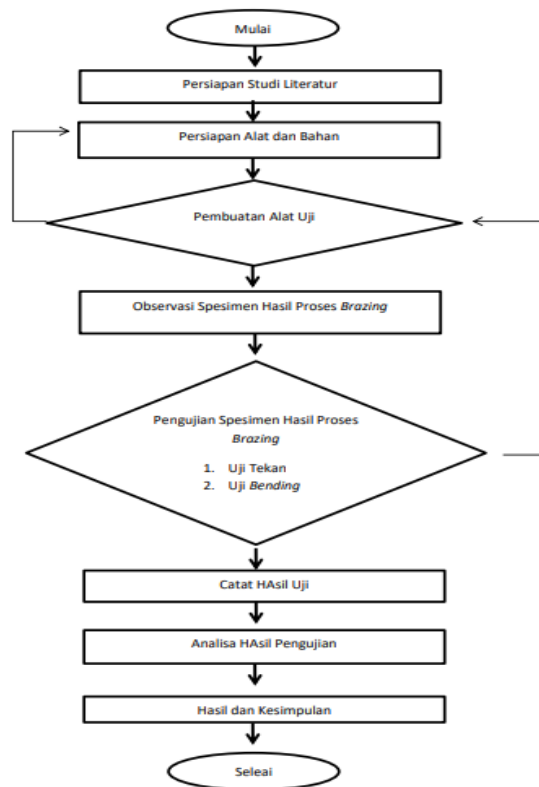 Mulai
Persiapan Studi Literatur
Persiapan Alat dan Bahan
Pembuatan Alat Uji
Observasi Spesimen Hasil Proses Brazing
Pengujian Spesimen Hasil Proses
Brazing
1. Uji Tekan
2. Uji Bending
Catat HAsil Uji
Analisa HAsil Pengujian
Hasil dan Kesimpulan
Seleai